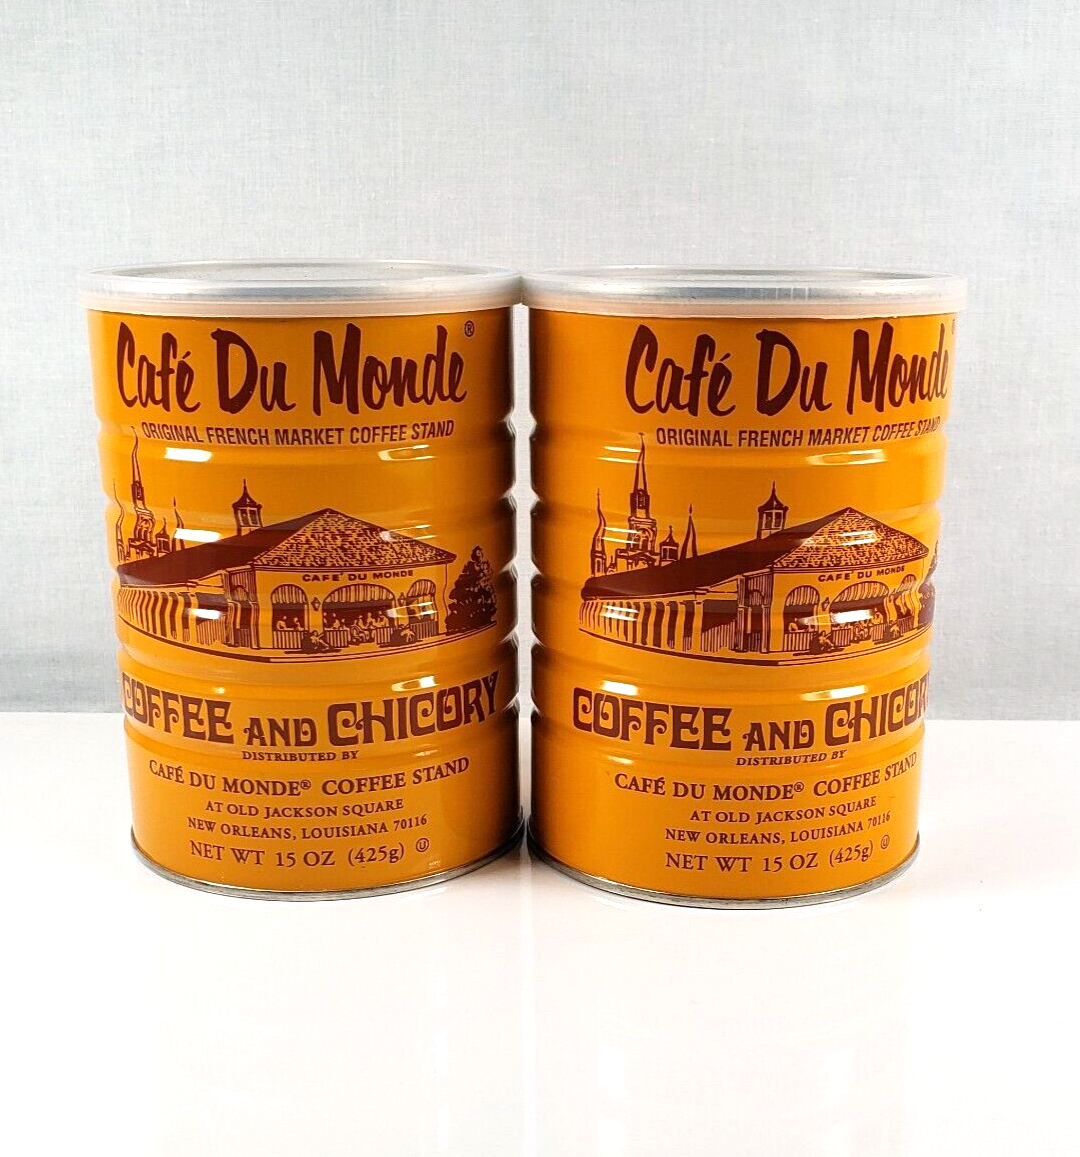 Café Du Monde®
ORIGINAL FRENCH MARKET COFFEE STAND
CAFE' DU MONDE
COFFEE AND CHICORY
DISTRIBUTED BY
CAFÉ DU MONDE® COFFEE STAND
AT OLD JACKSON SQUARE
NEW ORLEANS, LOUISIANA 70116
NET WT 15 OZ (425g) Ⓤ
Café Du Monde
ORIGINAL FRENCH MARKET COFFEE STAND
CAFE' DU MONDE
COFFEE AND CHICORY
DISTRIBUTED BY
CAFÉ DU MONDE® COFFEE STAND
AT OLD JACKSON SQUARE
NEW ORLEANS, LOUISIANA 70116
NET WT 15 OZ (425g) Ⓤ